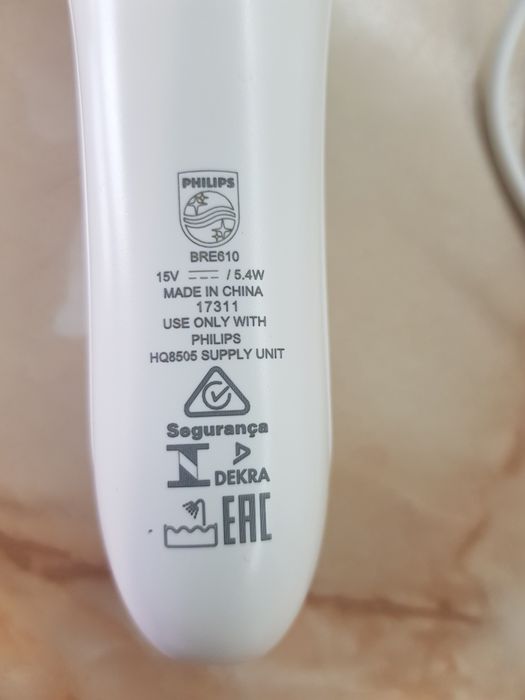 PHILIPS
BRE610
15V ⎓ / 5.4W
MADE IN CHINA
17311
USE ONLY WITH
PHILIPS
HQ8505 SUPPLY UNIT
Segurança
DEKRA
EAC